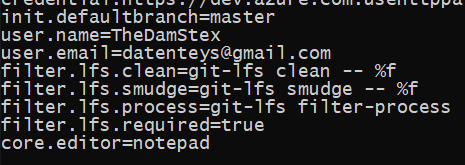 credential.https://dev.azure.com.usehttppa
init.defaultbranch=master
user.name=TheDamStex
user.email=datenteys@gmail.com
filter.lfs.clean=git-lfs clean -- %f
filter.lfs.smudge=git-lfs smudge -- %f
filter.lfs.process=git-lfs filter-process
filter.lfs.required=true
core.editor=notepad